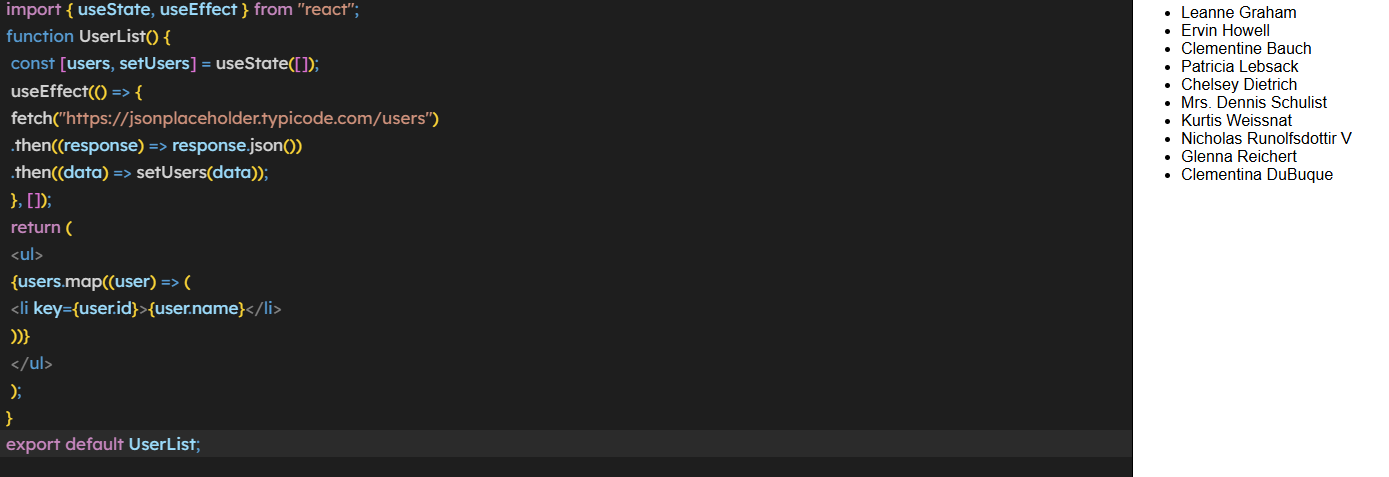 import { useState, useEffect } from "react";
function UserList() {
const [users, setUsers] = useState([]);
useEffect(() => {
fetch("https://jsonplaceholder.typicode.com/users")
.then((response) => response.json())
.then((data) => setUsers(data));
}, []);
return (
<ul>
{users.map((user) => (
<li key={user.id}>{user.name}</li>
))}
</ul>
);
}
export default UserList;
• Leanne Graham
• Ervin Howell
• Clementine Bauch
• Patricia Lebsack
• Chelsey Dietrich
• Mrs. Dennis Schulist
• Kurtis Weissnat
• Nicholas Runolfsdottir V
• Glenna Reichert
• Clementina DuBuque